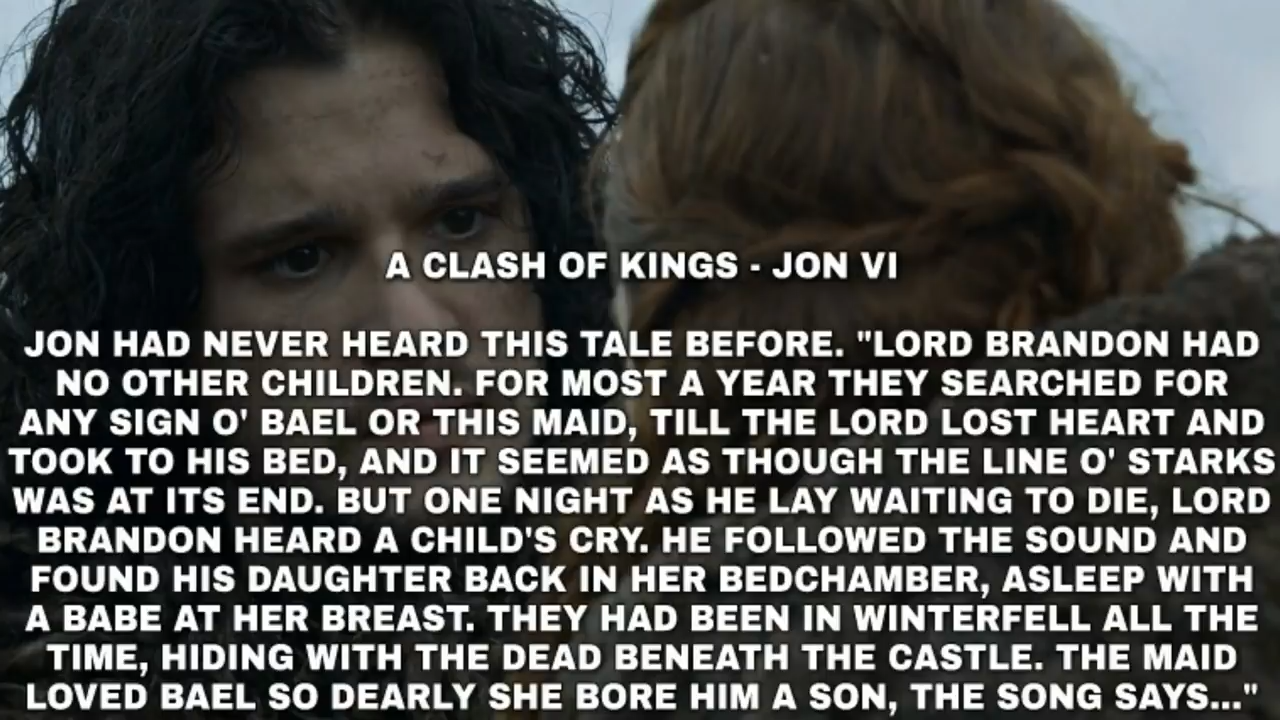 A CLASH OF KINGS - JON VI
JON HAD NEVER HEARD THIS TALE BEFORE. "LORD BRANDON HAD
NO OTHER CHILDREN. FOR MOST A YEAR THEY SEARCHED FOR
ANY SIGN O' BAEL OR THIS MAID, TILL THE LORD LOST HEART AND
TOOK TO HIS BED, AND IT SEEMED AS THOUGH THE LINE O' STARKS
WAS AT ITS END. BUT ONE NIGHT AS HE LAY WAITING TO DIE, LORD
BRANDON HEARD A CHILD'S CRY. HE FOLLOWED THE SOUND AND
FOUND HIS DAUGHTER BACK IN HER BEDCHAMBER, ASLEEP WITH
A BABE AT HER BREAST. THEY HAD BEEN IN WINTERFELL ALL THE
TIME, HIDING WITH THE DEAD BENEATH THE CASTLE. THE MAID
LOVED BAEL SO DEARLY SHE BORE HIM A SON, THE SONG SAYS..."